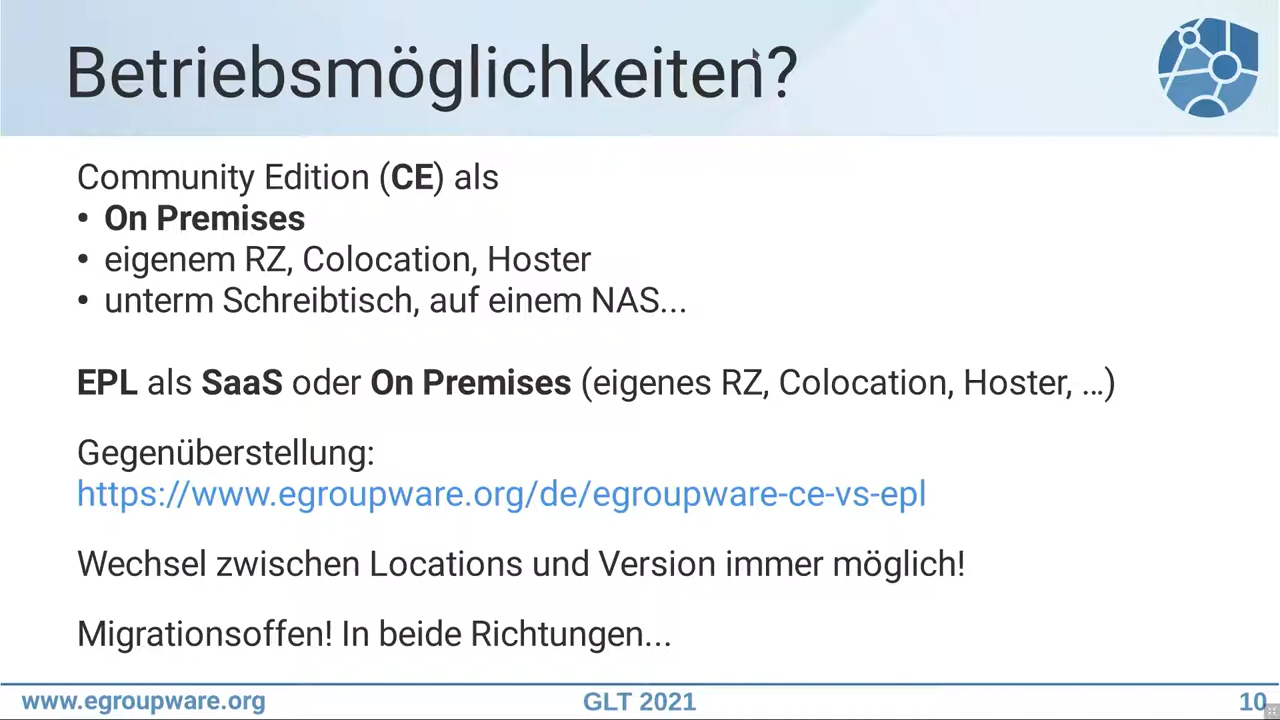 Betriebsmöglichkeiten?
Community Edition (CE) als
• On Premises
• eigenem RZ, Colocation, Hoster
• unterm Schreibtisch, auf einem NAS...
EPL als SaaS oder On Premises (eigenes RZ, Colocation, Hoster, ...)
Gegenüberstellung:
https://www.egroupware.org/de/egroupware-ce-vs-epl
Wechsel zwischen Locations und Version immer möglich!
Migrationsoffen! In beide Richtungen...
www.egroupware.org GLT 2021 10